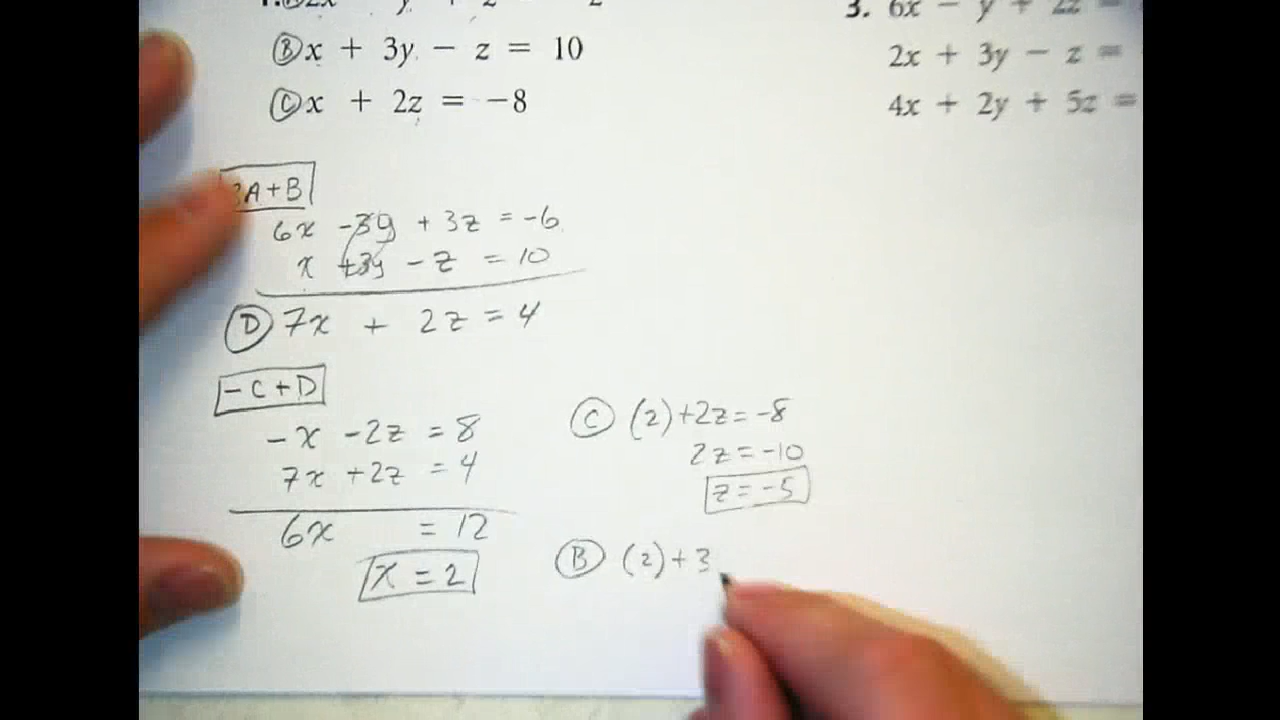 3. 6x − y + 2z =
Ⓑ x + 3y − z = 10
2x + 3y − z =
Ⓒ x + 2z = −8
4x + 2y + 5z =
A + B
6x − 3y + 3z = −6
x + 3y − z = 10
Ⓓ 7x + 2z = 4
−C + D
−x − 2z = 8
7x + 2z = 4
6x = 12
x = 2
Ⓒ (2) + 2z = −8
2z = −10
z = −5
Ⓑ (2) + 3